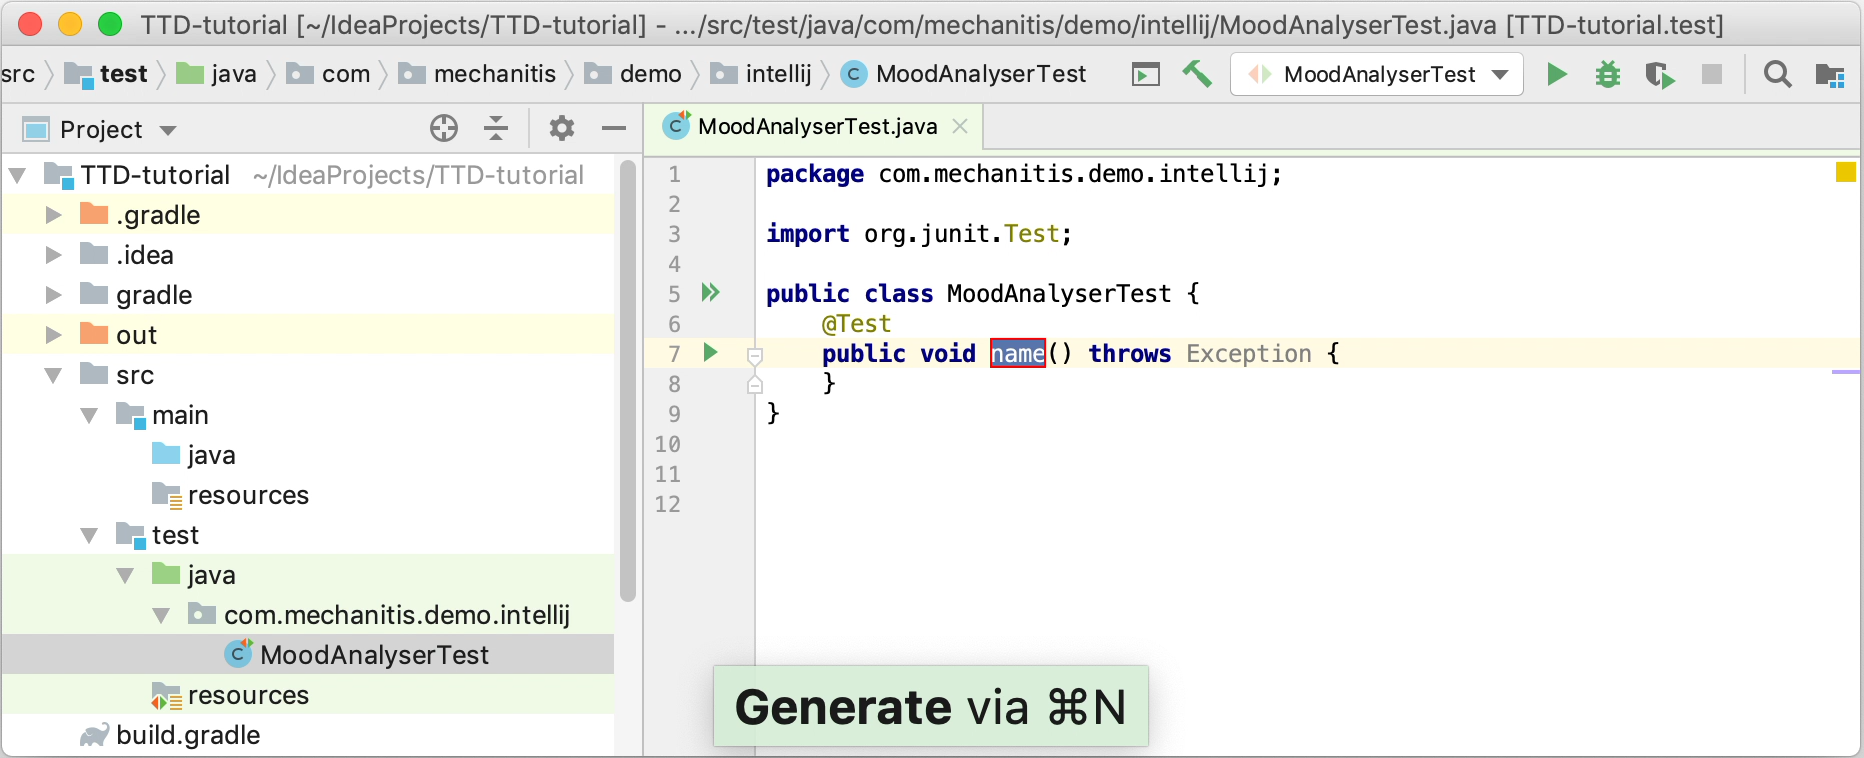 TTD-tutorial [~/IdeaProjects/TTD-tutorial] - .../src/test/java/com/mechanitis/demo/intellij/MoodAnalyserTest.java [TTD-tutorial.test]
src test java com mechanitis demo intellij MoodAnalyserTest MoodAnalyserTest
Project
TTD-tutorial ~/IdeaProjects/TTD-tutorial
.gradle
.idea
gradle
out
src
main
java
resources
test
java
com.mechanitis.demo.intellij
MoodAnalyserTest
resources
build.gradle
MoodAnalyserTest.java
1 package com.mechanitis.demo.intellij;
2
3 import org.junit.Test;
4
5 public class MoodAnalyserTest {
6 @Test
7 public void name() throws Exception {
8 }
9 }
10
11
12
Generate via ⌘N